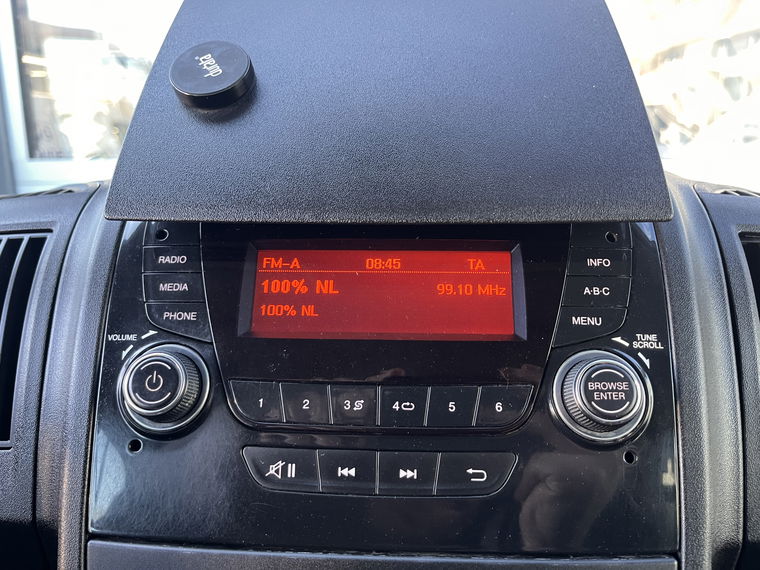 FM-A 08:45 TA
100% NL 99.10 MHz
100% NL
RADIO
MEDIA
PHONE
INFO
A·B·C
MENU
VOLUME
TUNE
SCROLL
BROWSE
ENTER
1 2 3 4 5 6